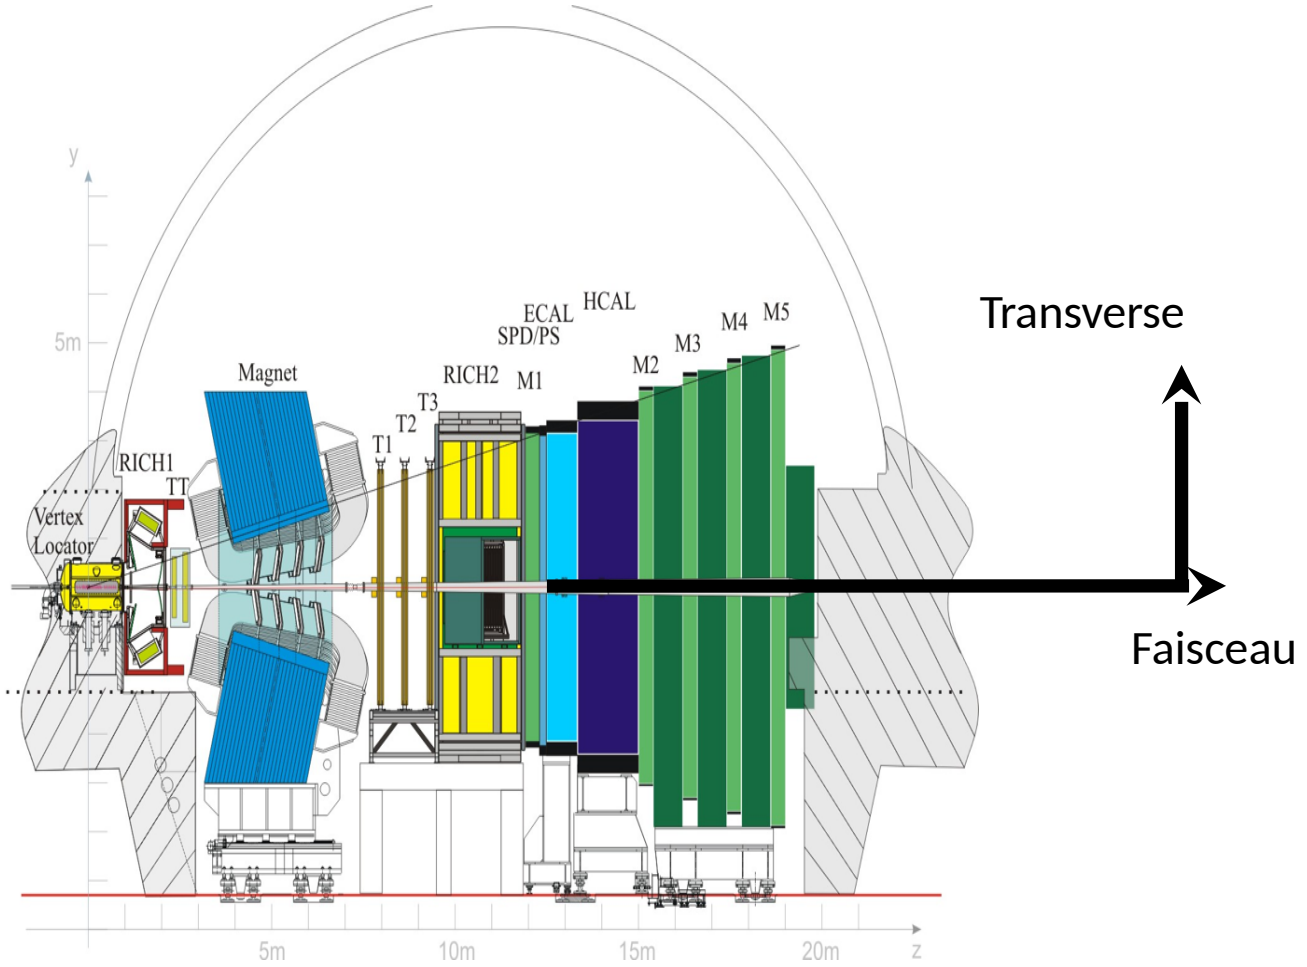 y
5m
Transverse
HCAL
ECAL
SPD/PS
M5
M4
M3
M2
M1
RICH2
Magnet
T3
T2
T1
RICH1
TT
Vertex
Locator
Faisceau
5m
10m
15m
20m
z